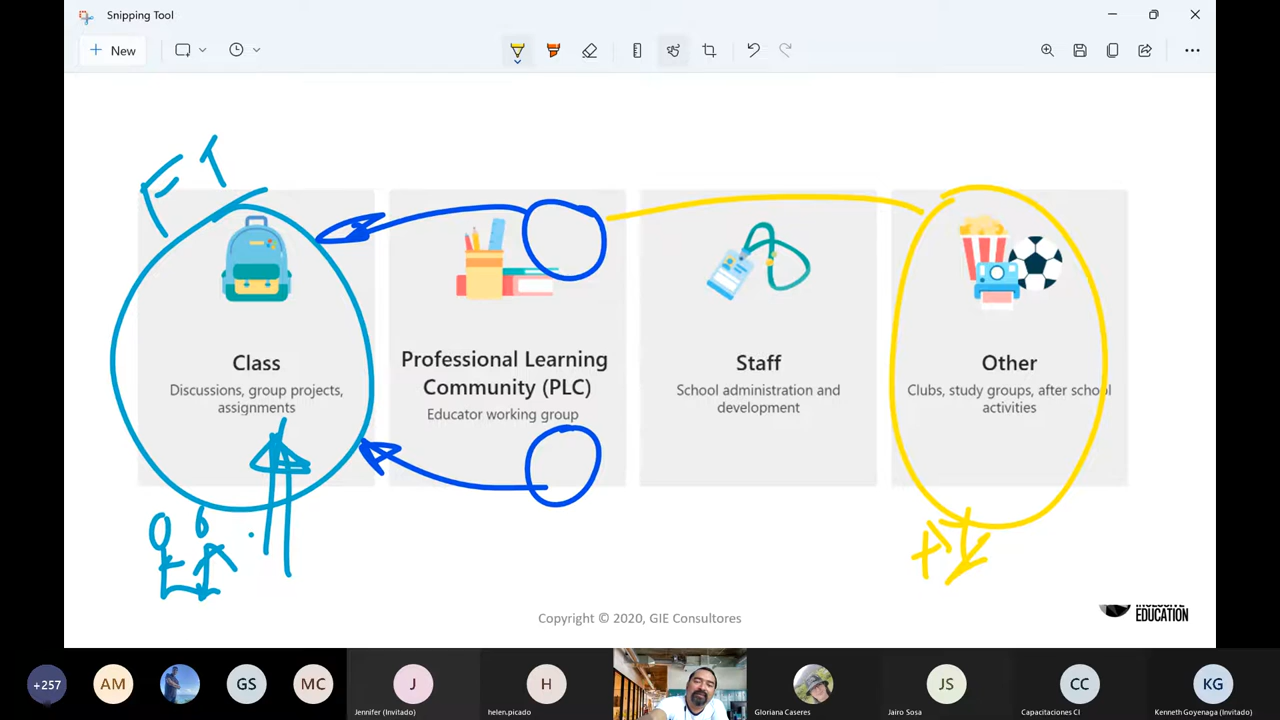 Snipping Tool
New
FT
Class
Discussions, group projects,
assignments
Professional Learning
Community (PLC)
Educator working group
Staff
School administration and
development
Other
Clubs, study groups, after school
activities
Copyright © 2020, GIE Consultores
EDUCATION
+257
AM
GS
MC
J
Jennifer (Invitado)
H
helen.picado
Gloriana Caseres
JS
Jairo Sosa
CC
Capacitaciones CI
KG
Kenneth Goyenaga (Invitado)